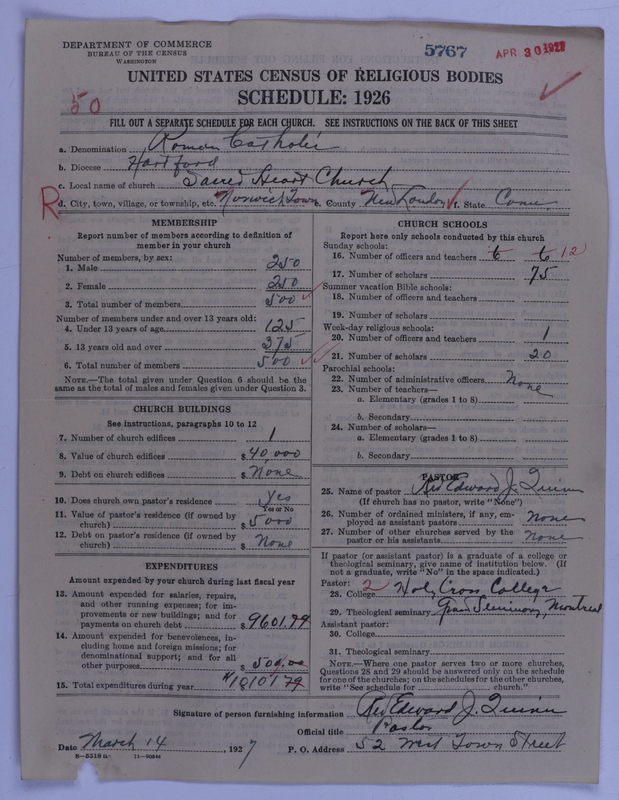 DEPARTMENT OF COMMERCE
BUREAU OF THE CENSUS
WASHINGTON
5767
APR 30 1927
UNITED STATES CENSUS OF RELIGIOUS BODIES
SCHEDULE: 1926
50
FILL OUT A SEPARATE SCHEDULE FOR EACH CHURCH. SEE INSTRUCTIONS ON THE BACK OF THIS SHEET
a. Denomination Roman Catholic
b. Diocese Hartford
c. Local name of church Sacred Heart Church
R d. City, town, village, or township, etc. Norwich Town e. County New London f. State Conn.
MEMBERSHIP
Report number of members according to definition of member in your church
Number of members, by sex:
1. Male 250
2. Female 250
3. Total number of members 500
Number of members under and over 13 years old:
4. Under 13 years of age 125
5. 13 years old and over 375
6. Total number of members 500
NOTE.—The total given under Question 6 should be the same as the total of males and females given under Question 3.
CHURCH BUILDINGS
See instructions, paragraphs 10 to 12
7. Number of church edifices 1
8. Value of church edifices $ 40,000
9. Debt on church edifices $ None
10. Does church own pastor's residence Yes
Yes or No
11. Value of pastor's residence (if owned by church) $ 5000
12. Debt on pastor's residence (if owned by church) $ None
EXPENDITURES
Amount expended by your church during last fiscal year
13. Amount expended for salaries, repairs, and other running expenses; for improvements or new buildings; and for payments on church debt $ 9601.79
14. Amount expended for benevolences, including home and foreign missions; for denominational support; and for all other purposes $ 500.00
15. Total expenditures during year $10101.79
CHURCH SCHOOLS
Report here only schools conducted by this church
Sunday schools:
16. Number of officers and teachers 6 6 12
17. Number of scholars 75
Summer vacation Bible schools:
18. Number of officers and teachers
19. Number of scholars
Week-day religious schools:
20. Number of officers and teachers 1
21. Number of scholars 20
Parochial schools:
22. Number of administrative officers None
23. Number of teachers—
a. Elementary (grades 1 to 8)
b. Secondary
24. Number of scholars—
a. Elementary (grades 1 to 8)
b. Secondary
PASTOR
25. Name of pastor Rev Edward J. Quinn
(If church has no pastor, write "None")
26. Number of ordained ministers, if any, employed as assistant pastors None
27. Number of other churches served by the pastor or his assistants None
If pastor (or assistant pastor) is a graduate of a college or theological seminary, give name of institution below. (If not a graduate, write "No" in the space indicated.)
Pastor:
28. College 2 Holy Cross College
29. Theological seminary Grand Seminary, Montreal
Assistant pastor:
30. College
31. Theological seminary
NOTE.—Where one pastor serves two or more churches, Questions 28 and 29 should be answered only on the schedule for one of the churches; on the schedules for the other churches, write "See schedule for church."
Signature of person furnishing information Rev Edward J. Quinn
Official title Pastor
Date March 14, 1927
P. O. Address 52 West Town Street